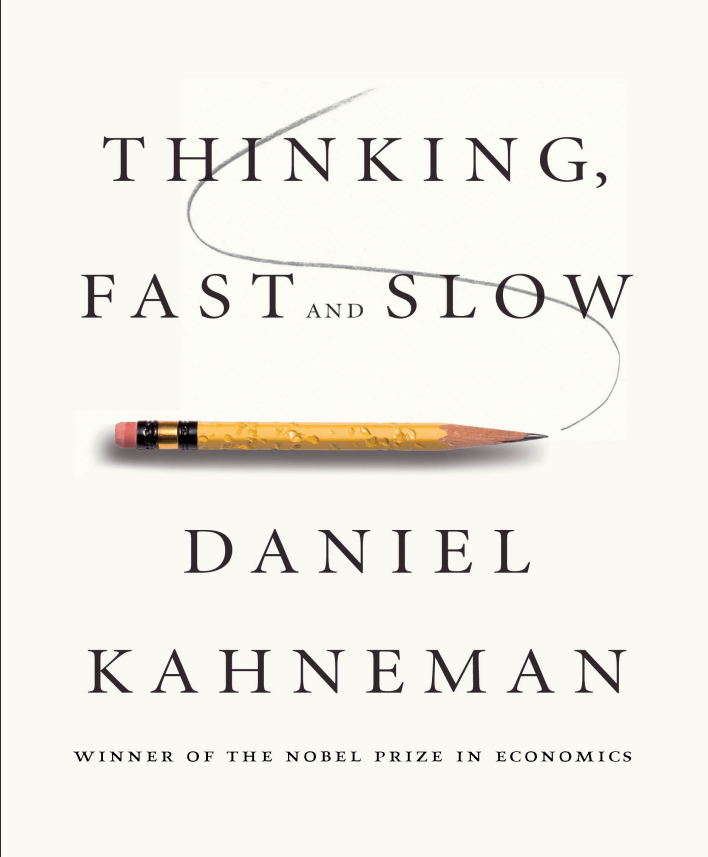 THINKING,
FAST AND SLOW
DANIEL
KAHNEMAN
WINNER OF THE NOBEL PRIZE IN ECONOMICS